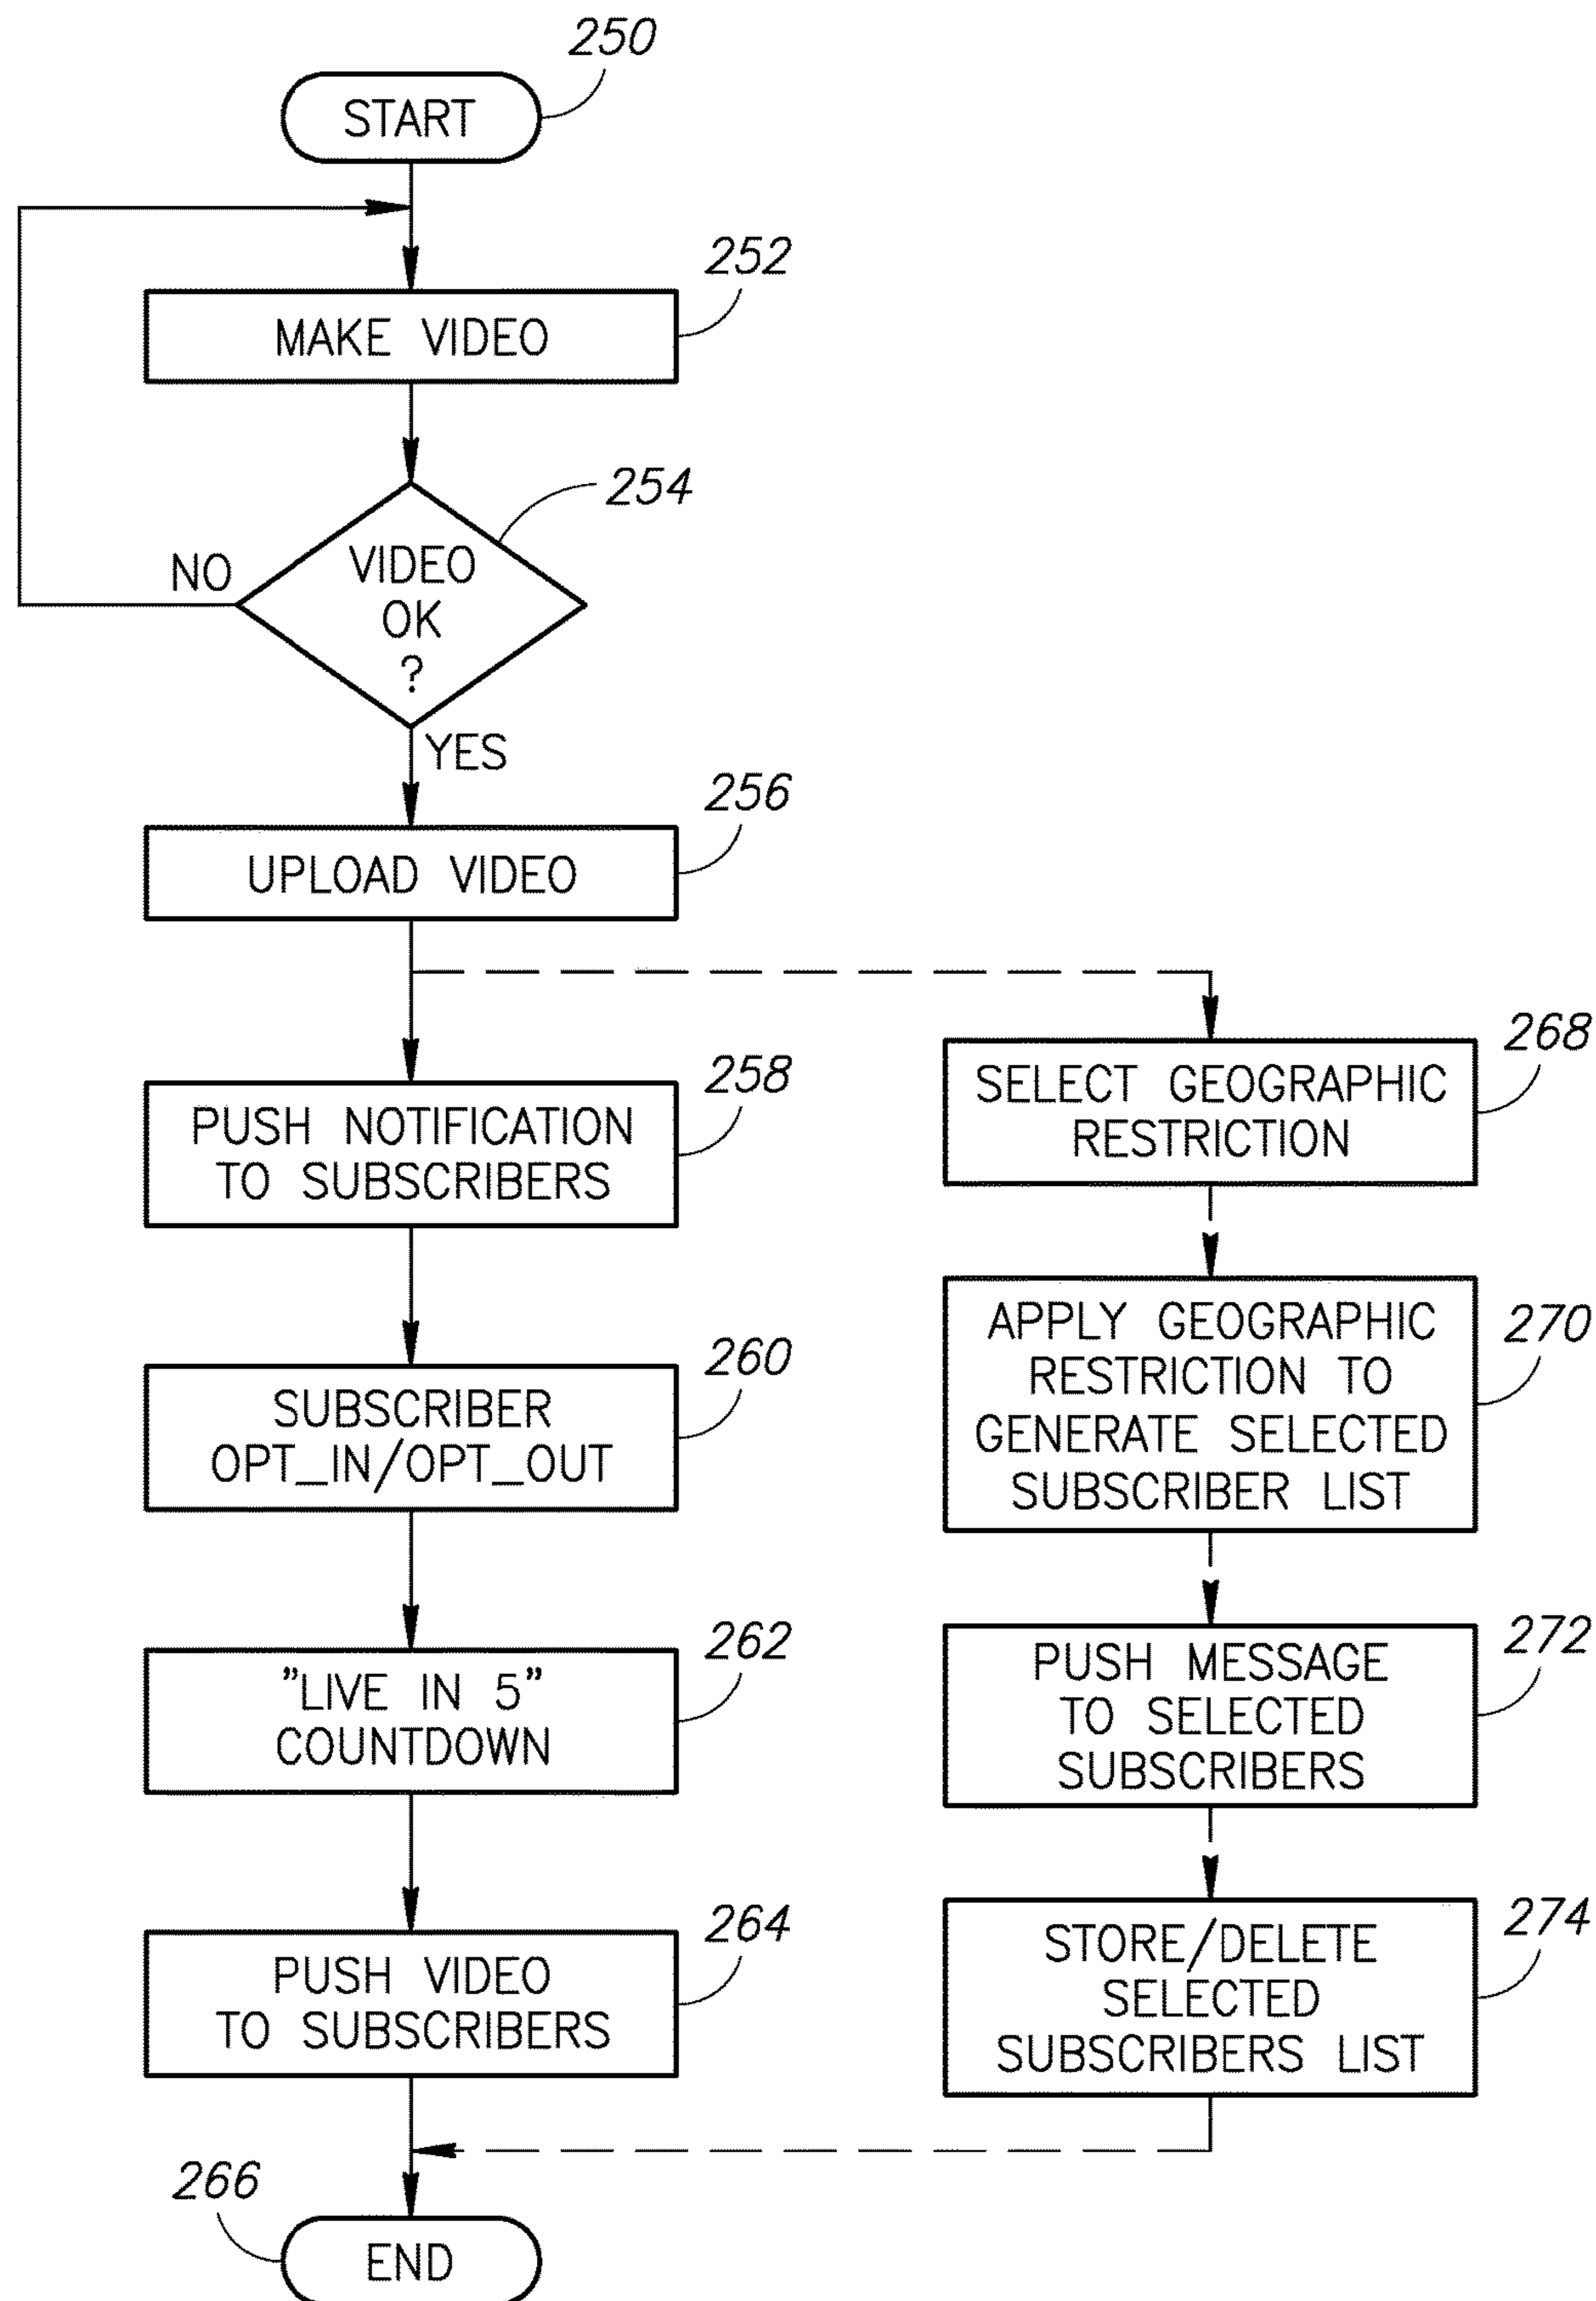 250
START
252
MAKE VIDEO
254
NO
VIDEO
OK
?
YES
256
UPLOAD VIDEO
258
PUSH NOTIFICATION
TO SUBSCRIBERS
260
SUBSCRIBER
OPT_IN/OPT_OUT
262
"LIVE IN 5"
COUNTDOWN
264
PUSH VIDEO
TO SUBSCRIBERS
268
SELECT GEOGRAPHIC
RESTRICTION
270
APPLY GEOGRAPHIC
RESTRICTION TO
GENERATE SELECTED
SUBSCRIBER LIST
272
PUSH MESSAGE
TO SELECTED
SUBSCRIBERS
274
STORE/DELETE
SELECTED
SUBSCRIBERS LIST
266
END